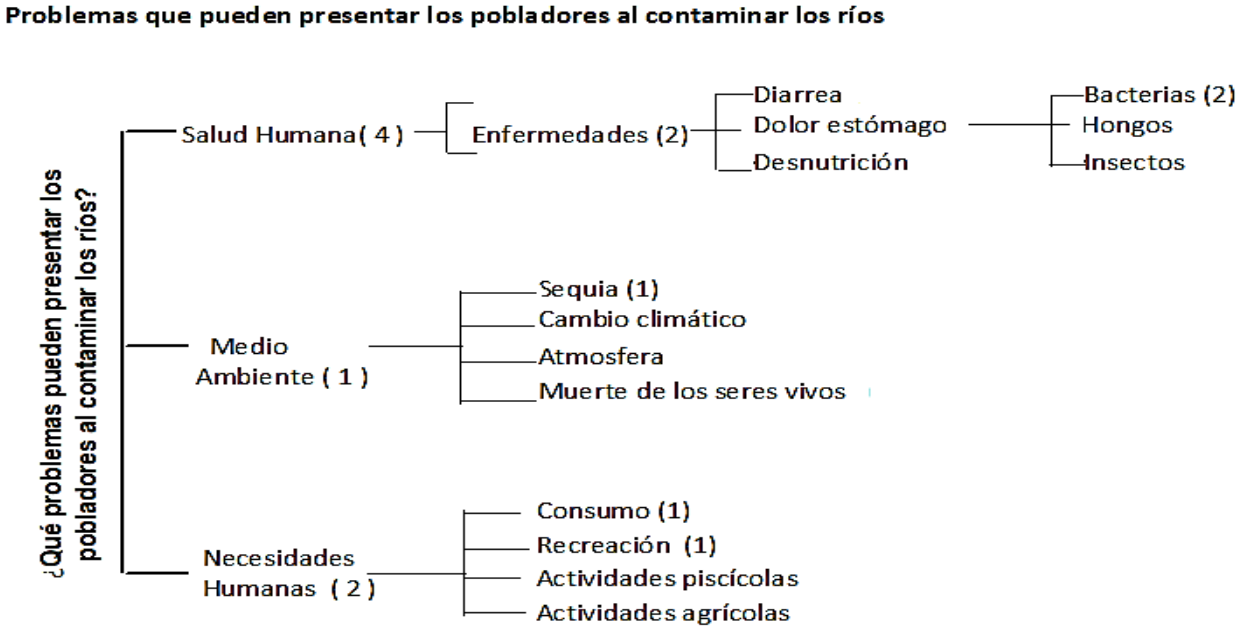 Problemas que pueden presentar los pobladores al contaminar los ríos
¿Qué problemas pueden presentar los
pobladores al contaminar los ríos?
Salud Humana( 4 )
Enfermedades (2)
Diarrea
Dolor estómago
Desnutrición
Bacterias (2)
Hongos
Insectos
Medio
Ambiente ( 1 )
Sequia (1)
Cambio climático
Atmosfera
Muerte de los seres vivos
Necesidades
Humanas ( 2 )
Consumo (1)
Recreación (1)
Actividades piscícolas
Actividades agrícolas